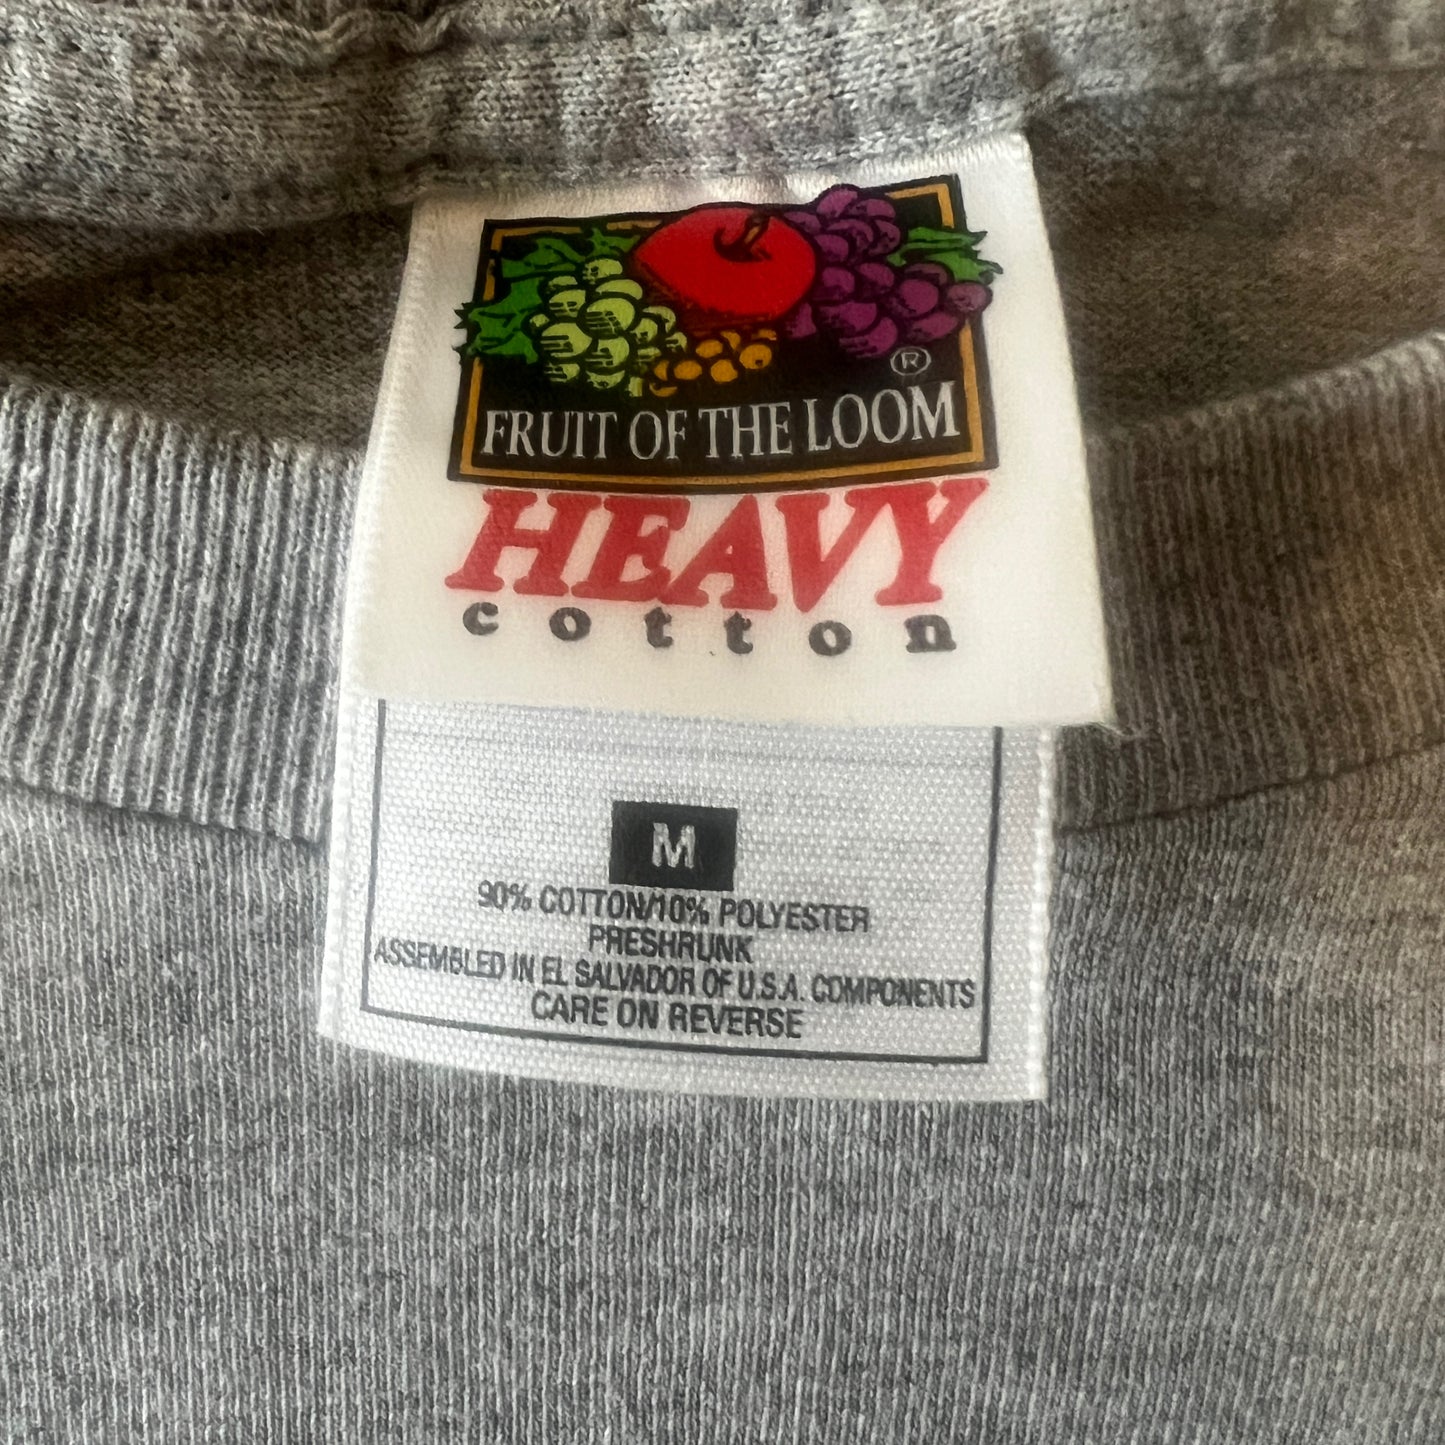 ®
FRUIT OF THE LOOM
HEAVY
cotton
M
90% COTTON/10% POLYESTER
PRESHRUNK
ASSEMBLED IN EL SALVADOR OF U.S.A. COMPONENTS
CARE ON REVERSE